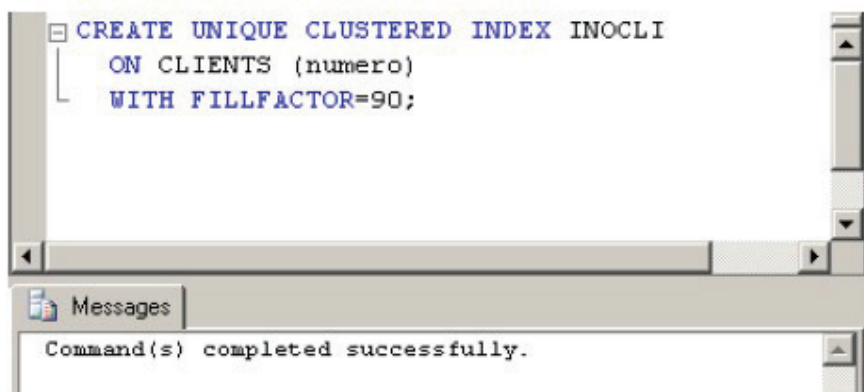 CREATE UNIQUE CLUSTERED INDEX INOCLI
ON CLIENTS (numero)
WITH FILLFACTOR=90;
Messages
Command(s) completed successfully.